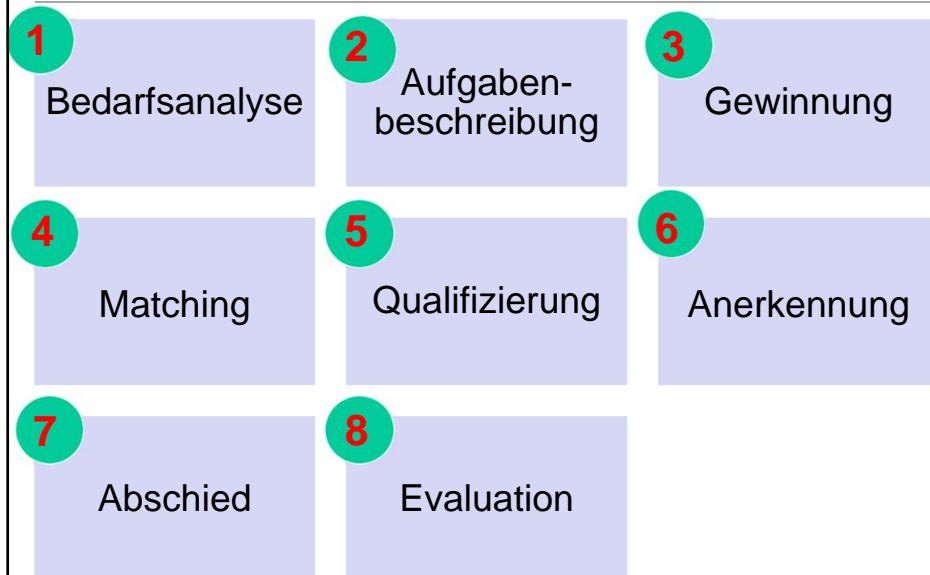 1
Bedarfsanalyse
2
Aufgaben-
beschreibung
3
Gewinnung
4
Matching
5
Qualifizierung
6
Anerkennung
7
Abschied
8
Evaluation